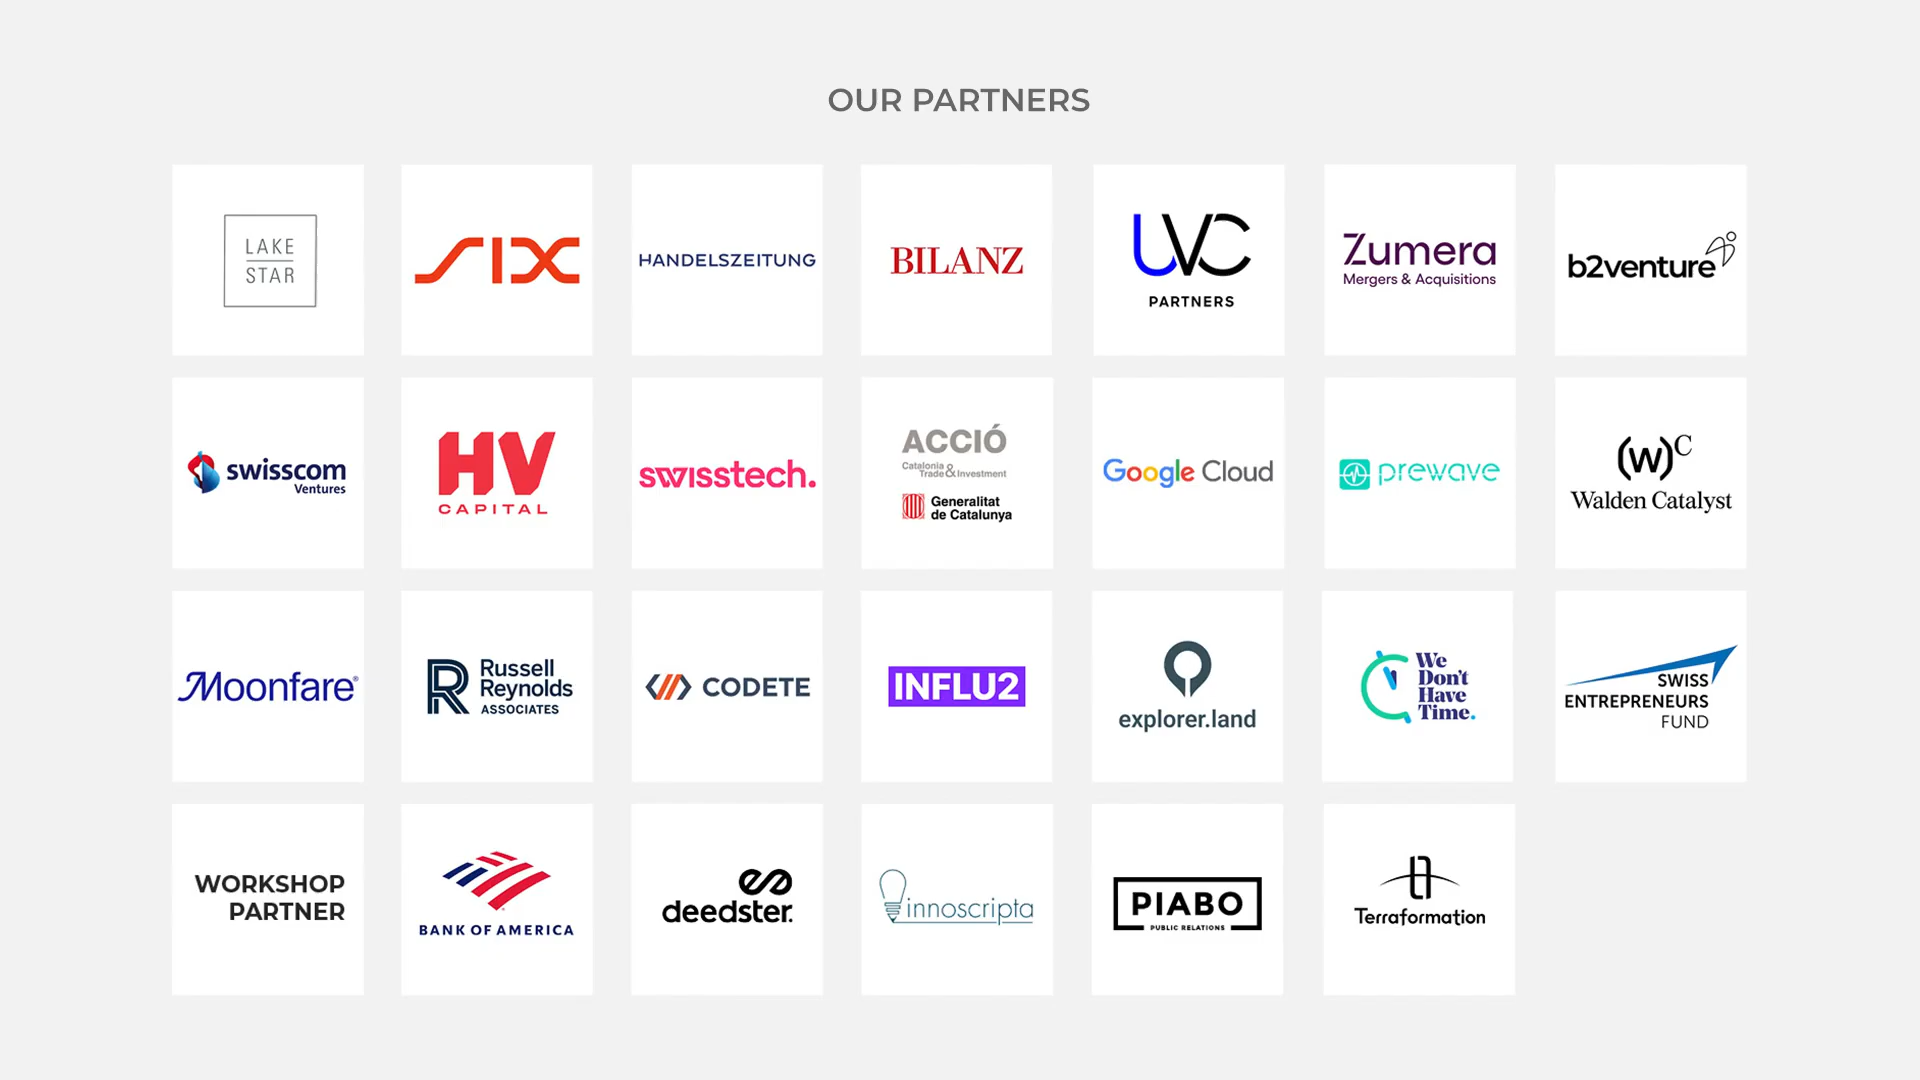 OUR PARTNERS
LAKE
STAR
SIX
HANDELSZEITUNG
BILANZ
UVC
PARTNERS
Zumera
Mergers & Acquisitions
b2venture
swisscom
Ventures
HV
CAPITAL
swisstech.
ACCIÓ
Catalonia
Trade & Investment
Generalitat
de Catalunya
Google Cloud
prewave
(W)C
Walden Catalyst
Moonfare®
Russell
Reynolds
ASSOCIATES
CODETE
INFLU2
explorer.land
We
Don't
Have
Time.
SWISS
ENTREPRENEURS
FUND
WORKSHOP
PARTNER
BANK OF AMERICA
deedster.
innoscripta
PIABO
PUBLIC RELATIONS
Terraformation